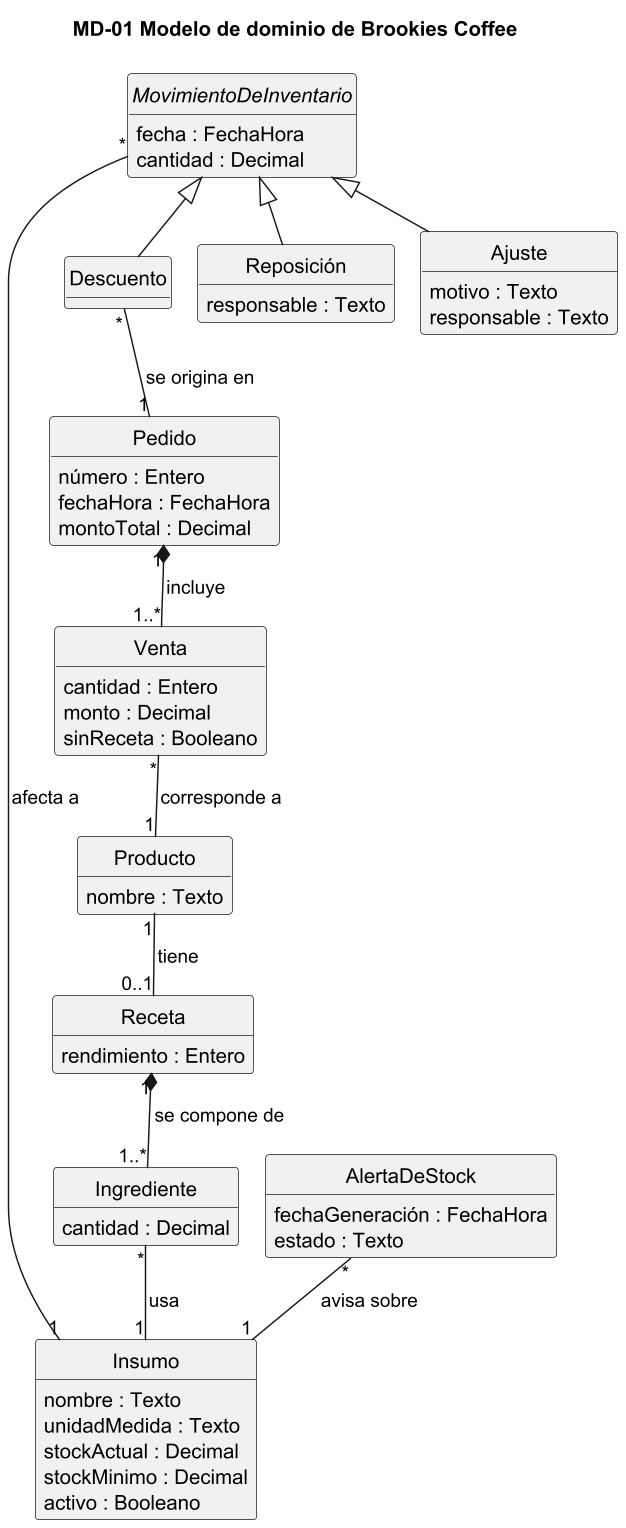 MD-01 Modelo de dominio de Brookies Coffee
MovimientoDeInventario
fecha : FechaHora
cantidad : Decimal
*
Descuento
Reposición
responsable : Texto
Ajuste
motivo : Texto
responsable : Texto
*
se origina en
1
Pedido
número : Entero
fechaHora : FechaHora
montoTotal : Decimal
1
incluye
1..*
Venta
cantidad : Entero
monto : Decimal
sinReceta : Booleano
*
corresponde a
afecta a
1
Producto
nombre : Texto
1
tiene
0..1
Receta
rendimiento : Entero
1
se compone de
1..*
Ingrediente
cantidad : Decimal
AlertaDeStock
fechaGeneración : FechaHora
estado : Texto
*
*
usa
avisa sobre
1
1
1
Insumo
nombre : Texto
unidadMedida : Texto
stockActual : Decimal
stockMinimo : Decimal
activo : Booleano